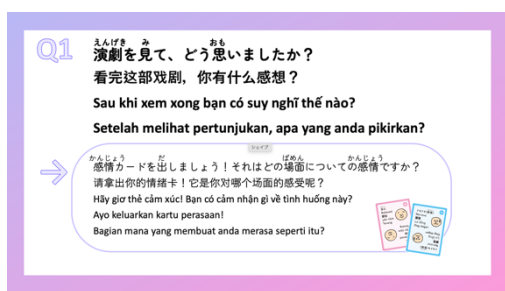 Q1
演劇を見て、どう思いましたか？
看完这部戏剧，你有什么感想？
Sau khi xem xong bạn có suy nghĩ thế nào?
Setelah melihat pertunjukan, apa yang anda pikirkan?
シェイア
感情カードを出しましょう！それはどの場面についての感情ですか？
请拿出你的情绪卡！它是你对哪个场面的感受呢？
Hãy giơ thẻ cảm xúc! Bạn có cảm nhận gì về tình huống này?
Ayo keluarkan kartu perasaan!
Bagian mana yang membuat anda merasa seperti itu?